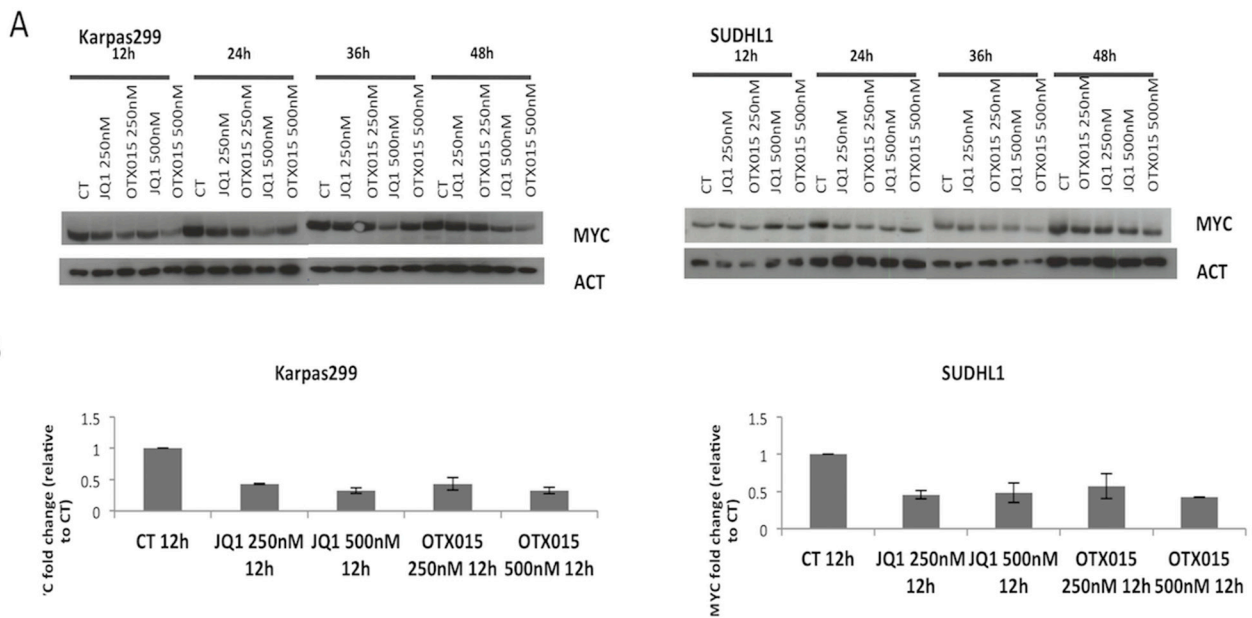 A
Karpas299
12h 24h 36h 48h
CT JQ1 250nM OTX015 250nM JQ1 500nM OTX015 500nM CT JQ1 250nM OTX015 250nM JQ1 500nM OTX015 500nM CT JQ1 250nM OTX015 250nM JQ1 500nM OTX015 500nM CT JQ1 250nM OTX015 250nM JQ1 500nM OTX015 500nM
MYC
ACT
SUDHL1
12h 24h 36h 48h
CT JQ1 250nM OTX015 250nM JQ1 500nM OTX015 500nM CT JQ1 250nM OTX015 250nM JQ1 500nM OTX015 500nM CT JQ1 250nM OTX015 250nM JQ1 500nM OTX015 500nM CT OTX015 250nM JQ1 250nM JQ1 500nM OTX015 500nM
MYC
ACT
Karpas299
'C fold change (relative
to CT)
1.5
1
0.5
0
CT 12h JQ1 250nM JQ1 500nM OTX015 OTX015
12h 12h 250nM 12h 500nM 12h
SUDHL1
MYC fold change (relative
to CT)
1.5
1
0.5
0
CT 12h JQ1 250nM JQ1 500nM OTX015 OTX015
12h 12h 250nM 12h 500nM 12h